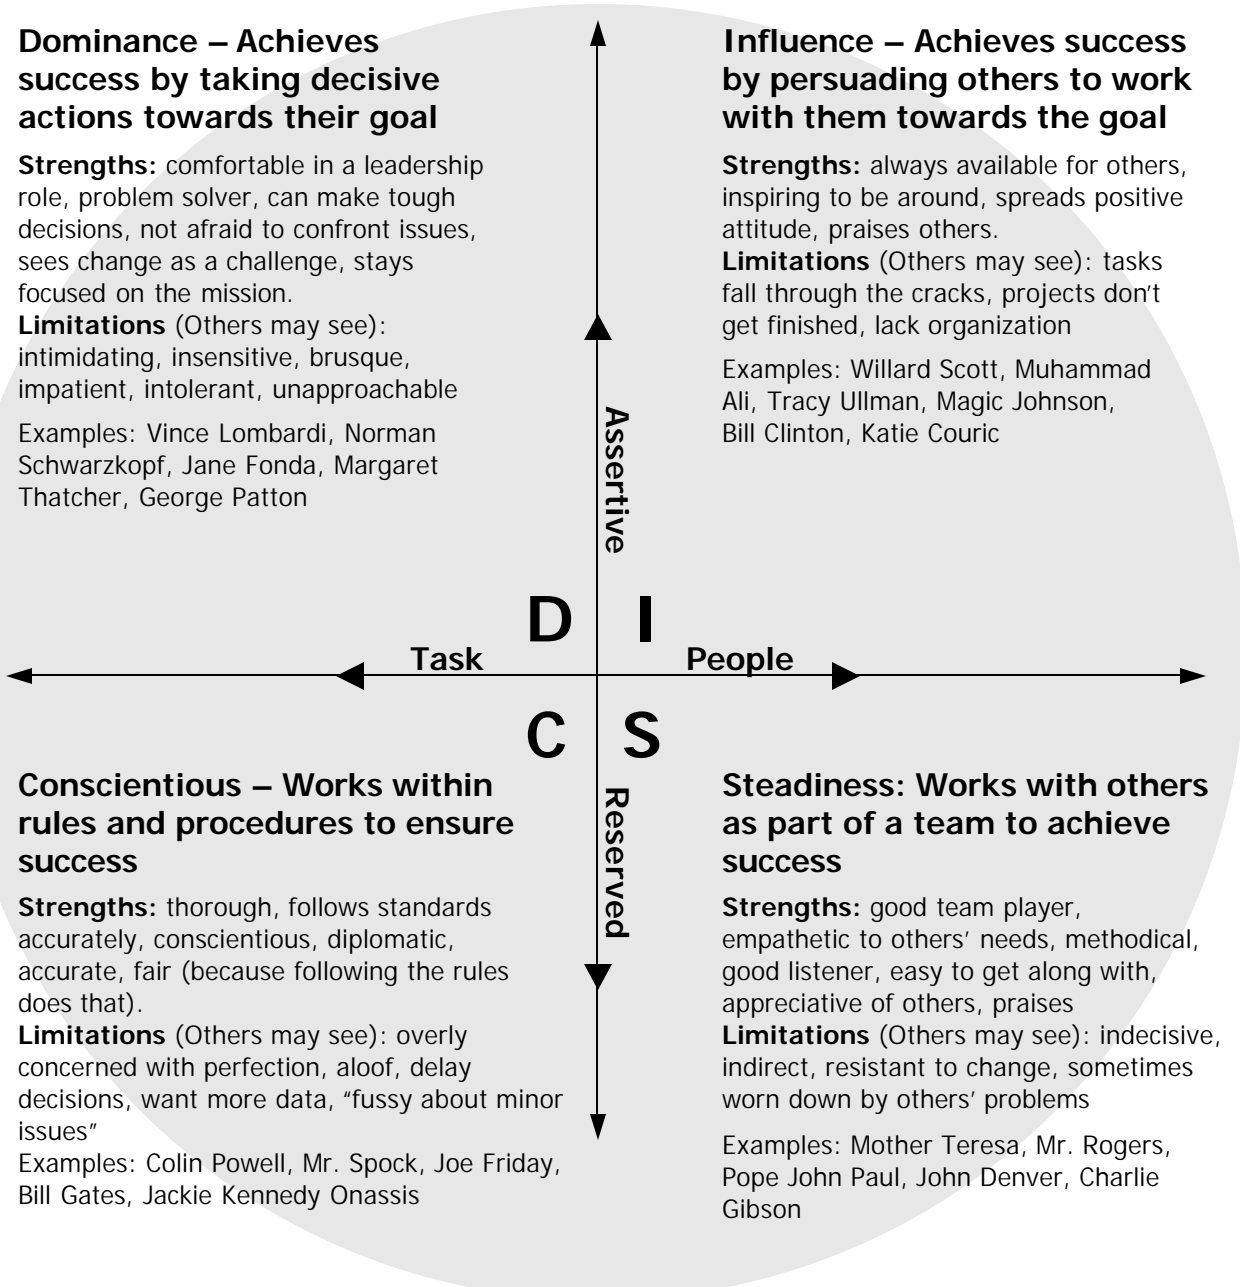 Dominance – Achieves
success by taking decisive
actions towards their goal
Strengths: comfortable in a leadership
role, problem solver, can make tough
decisions, not afraid to confront issues,
sees change as a challenge, stays
focused on the mission.
Limitations (Others may see):
intimidating, insensitive, brusque,
impatient, intolerant, unapproachable
Examples: Vince Lombardi, Norman
Schwarzkopf, Jane Fonda, Margaret
Thatcher, George Patton
Influence – Achieves success
by persuading others to work
with them towards the goal
Strengths: always available for others,
inspiring to be around, spreads positive
attitude, praises others.
Limitations (Others may see): tasks
fall through the cracks, projects don't
get finished, lack organization
Examples: Willard Scott, Muhammad
Ali, Tracy Ullman, Magic Johnson,
Bill Clinton, Katie Couric
Assertive
D I
Task People
C S
Reserved
Conscientious – Works within
rules and procedures to ensure
success
Strengths: thorough, follows standards
accurately, conscientious, diplomatic,
accurate, fair (because following the rules
does that).
Limitations (Others may see): overly
concerned with perfection, aloof, delay
decisions, want more data, "fussy about minor
issues"
Examples: Colin Powell, Mr. Spock, Joe Friday,
Bill Gates, Jackie Kennedy Onassis
Steadiness: Works with others
as part of a team to achieve
success
Strengths: good team player,
empathetic to others' needs, methodical,
good listener, easy to get along with,
appreciative of others, praises
Limitations (Others may see): indecisive,
indirect, resistant to change, sometimes
worn down by others' problems
Examples: Mother Teresa, Mr. Rogers,
Pope John Paul, John Denver, Charlie
Gibson